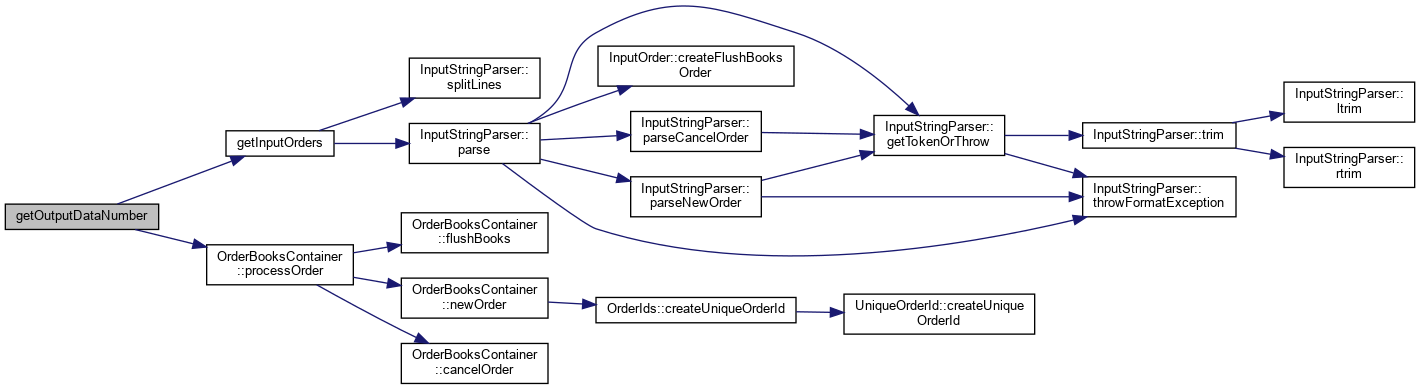 getOutputDataNumber
getInputOrders
OrderBooksContainer
::processOrder
InputStringParser::
splitLines
InputStringParser::
parse
OrderBooksContainer
::flushBooks
OrderBooksContainer
::newOrder
OrderBooksContainer
::cancelOrder
InputOrder::createFlushBooks
Order
InputStringParser::
parseCancelOrder
InputStringParser::
parseNewOrder
OrderIds::createUniqueOrderId
InputStringParser::
getTokenOrThrow
UniqueOrderId::createUnique
OrderId
InputStringParser::trim
InputStringParser::
throwFormatException
InputStringParser::
ltrim
InputStringParser::
rtrim